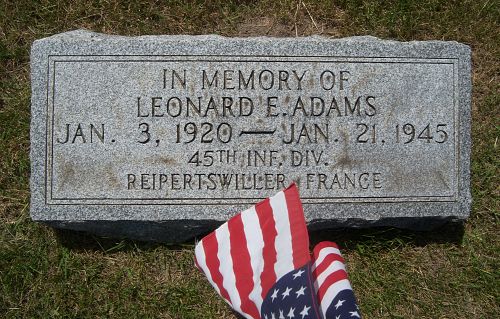 IN MEMORY OF
LEONARD E. ADAMS
JAN. 3, 1920 — JAN. 21, 1945
45TH INF. DIV.
REIPERTSWILLER, FRANCE